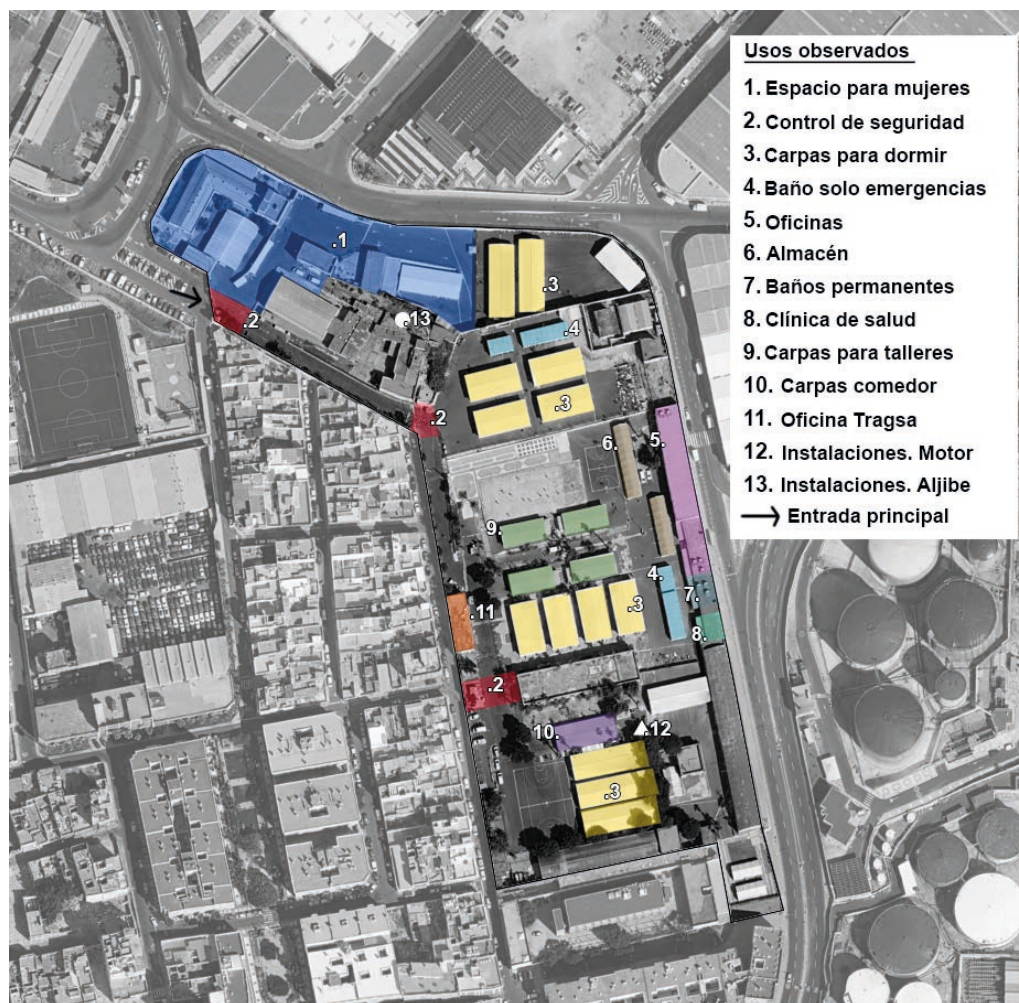 Usos observados
1. Espacio para mujeres
2. Control de seguridad
3. Carpas para dormir
4. Baño solo emergencias
5. Oficinas
6. Almacén
7. Baños permanentes
8. Clínica de salud
9. Carpas para talleres
10. Carpas comedor
11. Oficina Tragsa
12. Instalaciones. Motor
13. Instalaciones. Aljibe
Entrada principal
.1
.3
.2
.13
.4
.2
.3
6.
5.
9.
4.
7.
.11
.3
8.
.2
10.
.12
.3